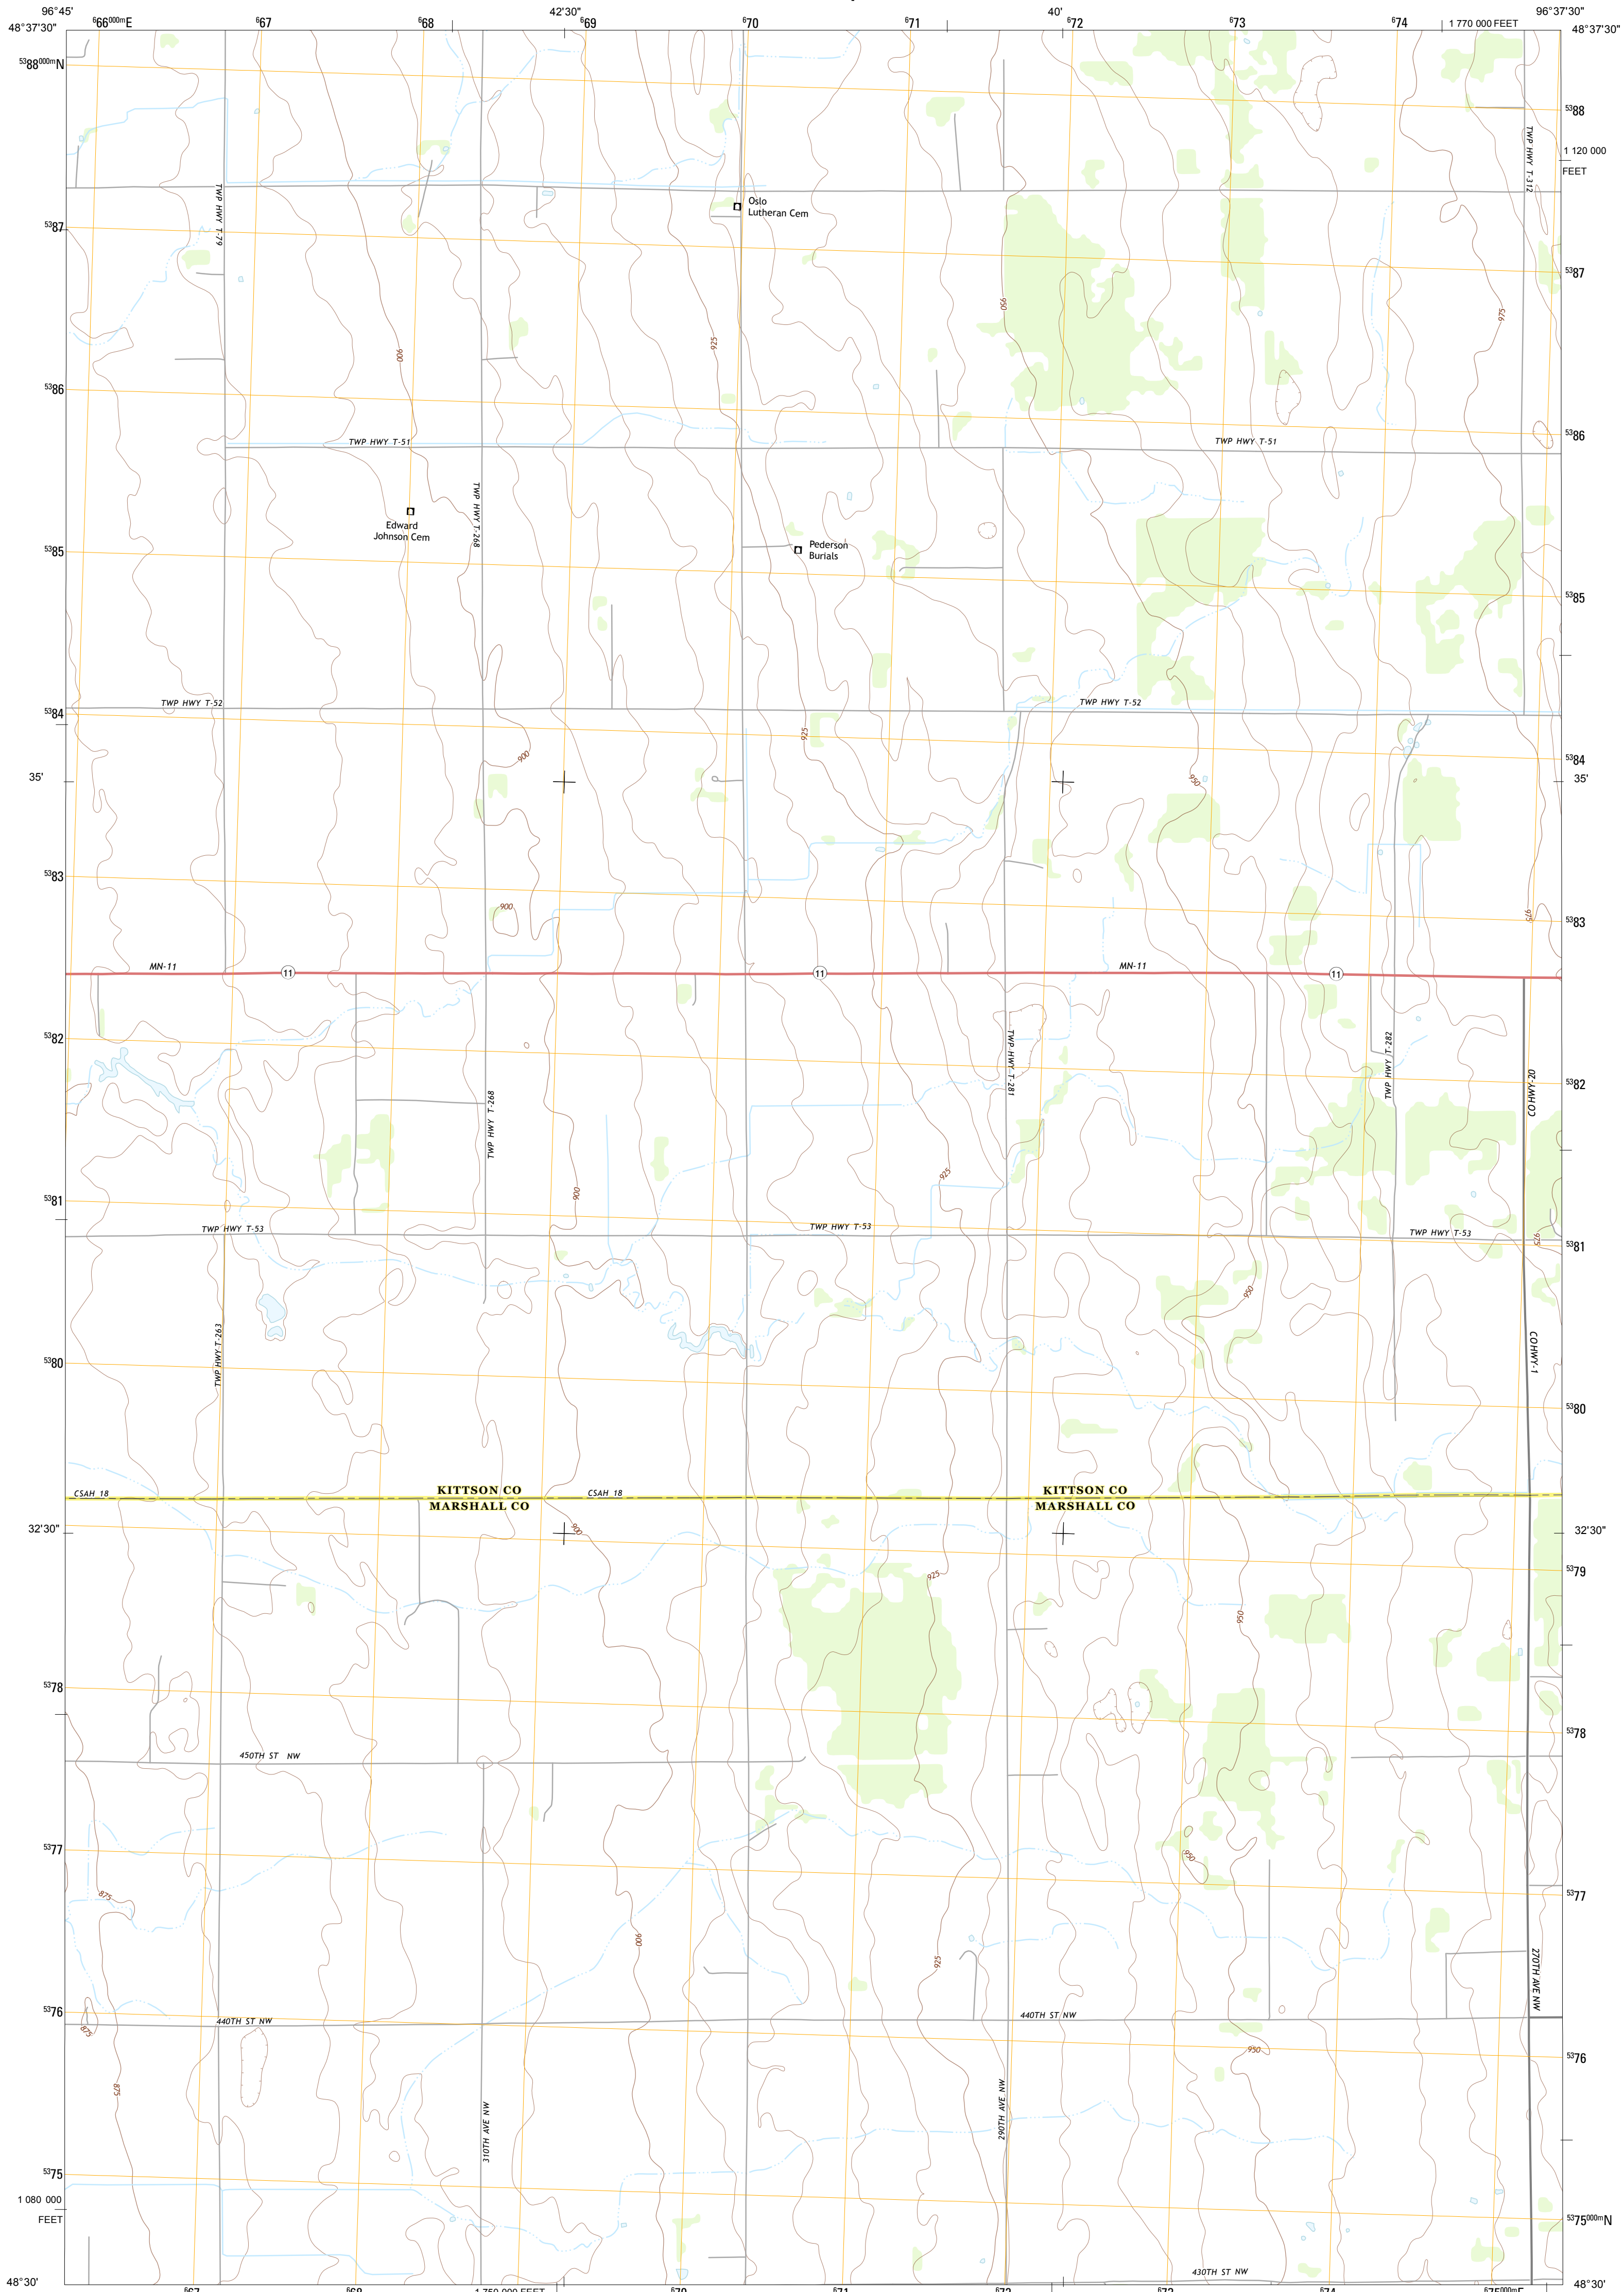 96°45' 42'30" 40' 96°37'30"
⁶66⁰⁰⁰ᵐE ⁶67 ⁶68 ⁶69 ⁶70 ⁶71 ⁶72 ⁶73 ⁶74 1 770 000 FEET
48°37'30" 48°37'30"
⁵³88⁰⁰⁰ᵐN
⁵³88
TWP HWY T-312
1 120 000
FEET
TWP HWY T-79
Oslo
Lutheran Cem
⁵³87
⁵³87
950
975
925
900
⁵³86
⁵³86
TWP HWY T-51 TWP HWY T-51
TWP HWY T-268
Edward
Johnson Cem
Pederson
Burials
⁵³85
⁵³85
TWP HWY T-52 TWP HWY T-52
⁵³84
925
900
⁵³84
35' 950 35'
⁵³83
900
975
⁵³83
MN-11 11 11 MN-11 11
⁵³82
TWP HWY T-281
TWP HWY T-282
⁵³82
COHWY-20
TWP HWY T-268
925
900
⁵³81
TWP HWY T-53 TWP HWY T-53 TWP HWY T-53
975
⁵³81
950
TWP HWY T-263
COHWY-1
⁵³80
⁵³80
CSAH 18 KITTSON CO CSAH 18 KITTSON CO
MARSHALL CO MARSHALL CO
32'30" 900 32'30"
925
⁵³79
950
⁵³78
⁵³78
450TH ST NW
⁵³77
950
875
⁵³77
900
925
270TH AVE NW
⁵³76
440TH ST NW 440TH ST NW
875
950
⁵³76
875
310TH AVE NW
290TH AVE NW
⁵³75
1 080 000
FEET
⁵³75⁰⁰⁰ᵐN
430TH ST NW
48°30' 48°30'